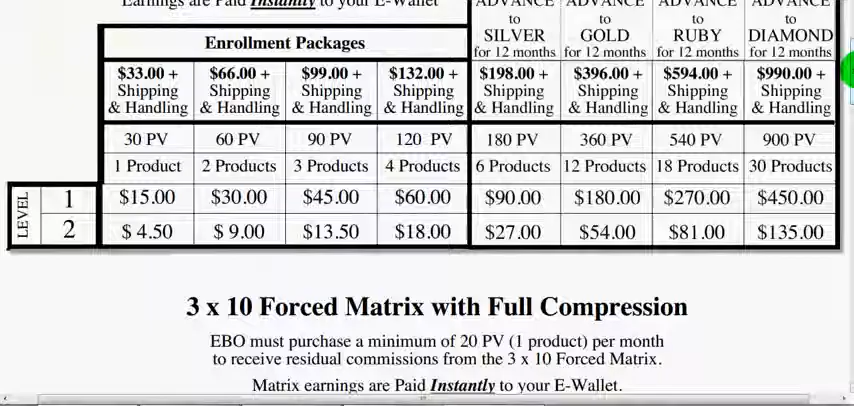 Earnings are Paid Instantly to your E-Wallet
ADVANCE ADVANCE ADVANCE ADVANCE
to to to to
SILVER GOLD RUBY DIAMOND
for 12 months for 12 months for 12 months for 12 months
Enrollment Packages
$33.00 + $66.00 + $99.00 + $132.00 + $198.00 + $396.00 + $594.00 + $990.00 +
Shipping Shipping Shipping Shipping Shipping Shipping Shipping Shipping
& Handling & Handling & Handling & Handling & Handling & Handling & Handling & Handling
30 PV 60 PV 90 PV 120 PV 180 PV 360 PV 540 PV 900 PV
1 Product 2 Products 3 Products 4 Products 6 Products 12 Products 18 Products 30 Products
LEVEL
1 $15.00 $30.00 $45.00 $60.00 $90.00 $180.00 $270.00 $450.00
2 $ 4.50 $ 9.00 $13.50 $18.00 $27.00 $54.00 $81.00 $135.00
3 x 10 Forced Matrix with Full Compression
EBO must purchase a minimum of 20 PV (1 product) per month
to receive residual commissions from the 3 x 10 Forced Matrix.
Matrix earnings are Paid Instantly to your E-Wallet.